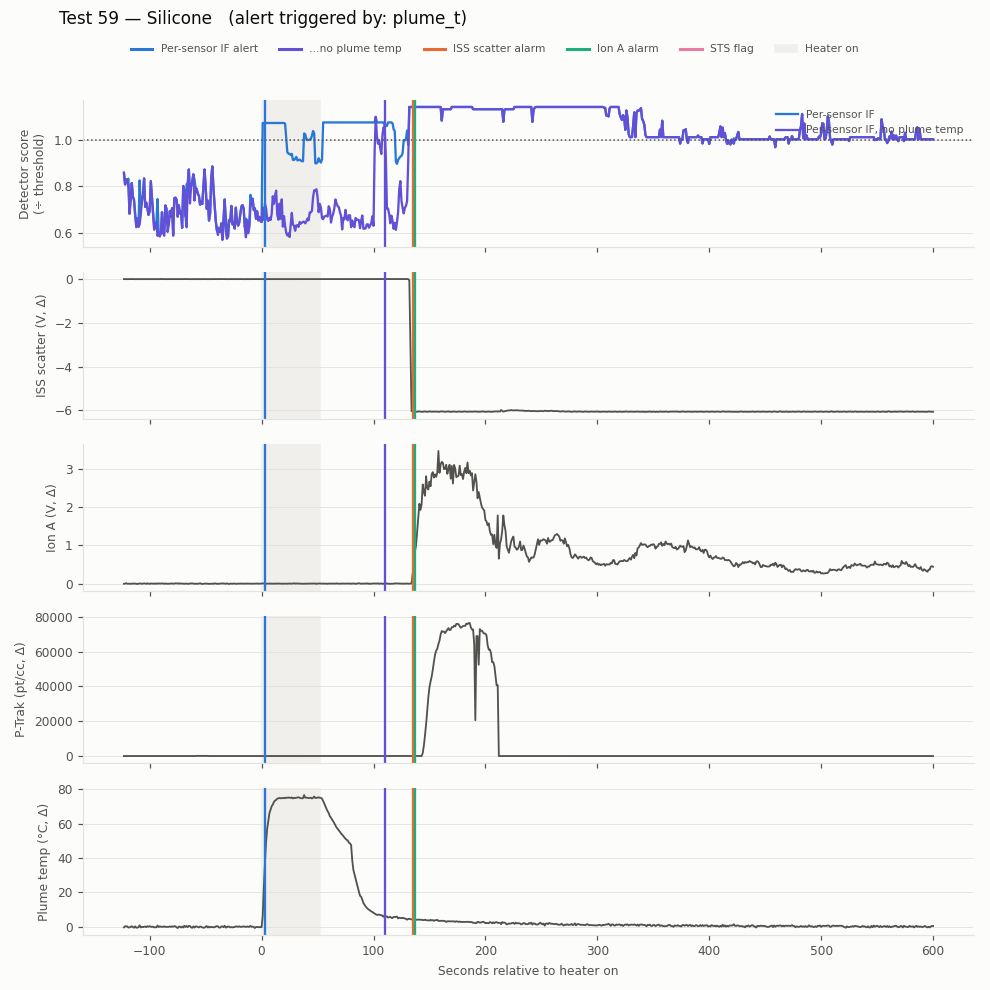 Test 59 — Silicone (alert triggered by: plume_t)
Per-sensor IF alert
...no plume temp
ISS scatter alarm
Ion A alarm
STS flag
Heater on
Detector score
(÷ threshold)
1.0
0.8
0.6
Per-sensor IF
Per-sensor IF, no plume temp
ISS scatter (V, Δ)
0
−2
−4
−6
Ion A (V, Δ)
3
2
1
0
P-Trak (pt/cc, Δ)
80000
60000
40000
20000
0
Plume temp (°C, Δ)
80
60
40
20
0
−100
0
100
200
300
400
500
600
Seconds relative to heater on